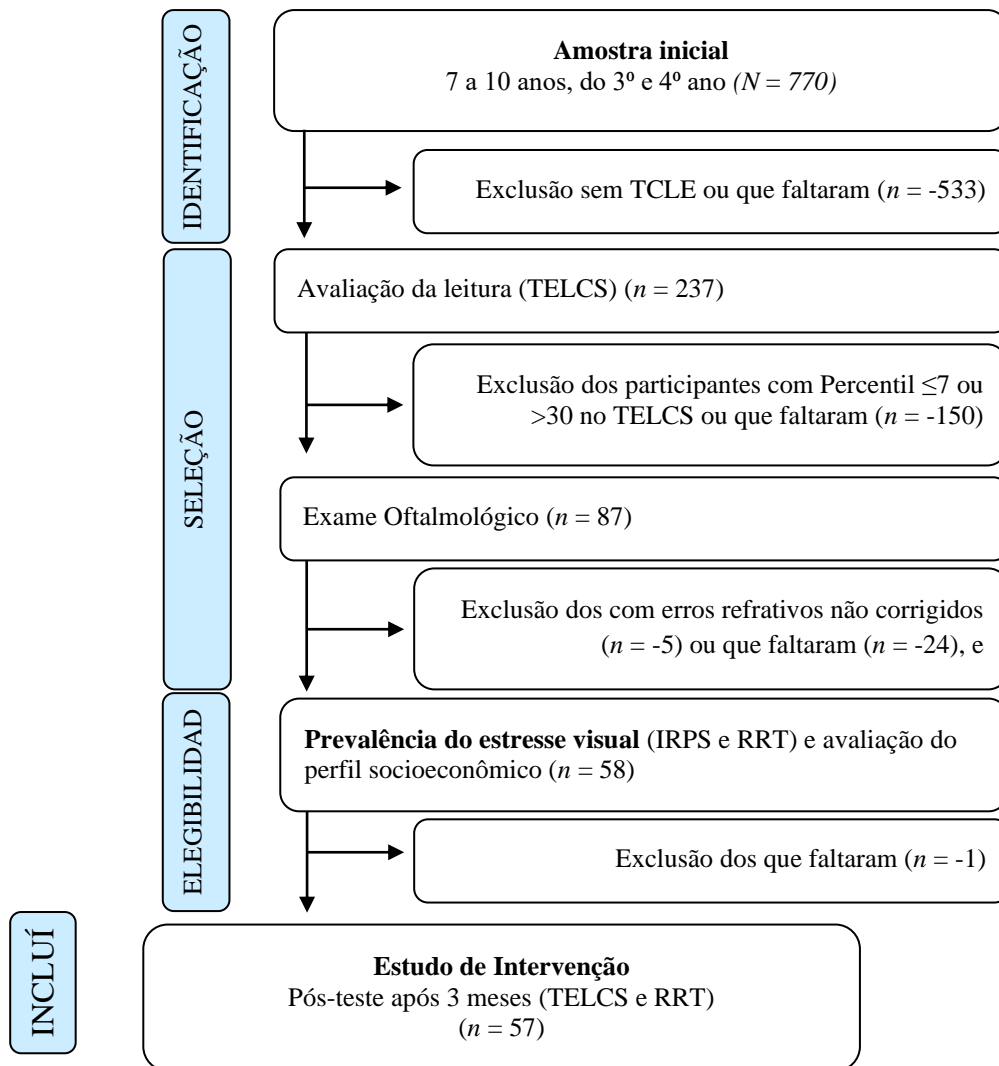 IDENTIFICAÇÃO
Amostra inicial
7 a 10 anos, do 3º e 4º ano (N = 770)
Exclusão sem TCLE ou que faltaram (n = -533)
SELEÇÃO
Avaliação da leitura (TELCS) (n = 237)
Exclusão dos participantes com Percentil ≤7 ou
>30 no TELCS ou que faltaram (n = -150)
Exame Oftalmológico (n = 87)
Exclusão dos com erros refrativos não corrigidos
(n = -5) ou que faltaram (n = -24), e
ELEGIBILIDAD
Prevalência do estresse visual (IRPS e RRT) e avaliação do
perfil socioeconômico (n = 58)
Exclusão dos que faltaram (n = -1)
INCLUÍ
Estudo de Intervenção
Pós-teste após 3 meses (TELCS e RRT)
(n = 57)